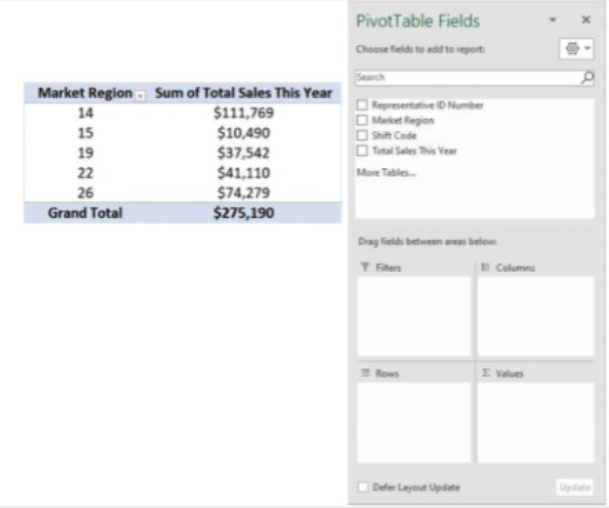 PivotTable Fields
Choose fields to add to report:
Search
Representative ID Number
Market Region
Shift Code
Total Sales This Year
More Tables...
Market Region Sum of Total Sales This Year
14 $111,769
15 $10,490
19 $37,542
22 $41,110
26 $74,279
Grand Total $275,190
Drag fields between areas below:
Filters
Columns
Rows
Σ Values
Defer Layout Update
Update